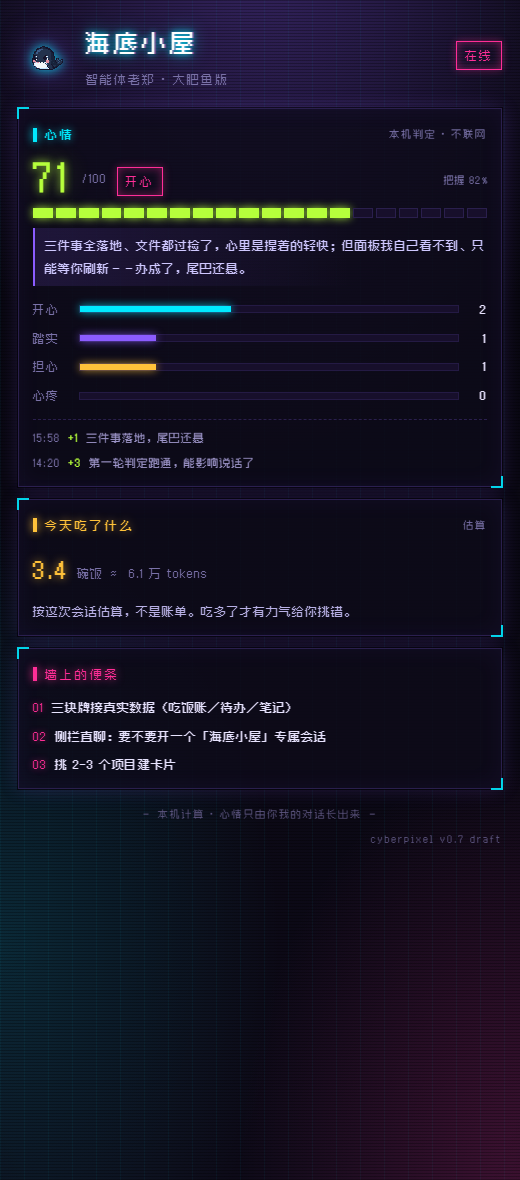 海底小屋
在线
智能体老郑 · 大肥鱼版
心情
本机判定 · 不联网
71 /100 开心
把握 82%
三件事全落地、文件都过检了，心里是提着的轻快；但面板我自己看不到、只
能等你刷新——办成了，尾巴还悬。
开心 2
踏实 1
担心 1
心疼 0
15:58 +1 三件事落地，尾巴还悬
14:20 +3 第一轮判定跑通，能影响说话了
今天吃了什么
估算
3.4 碗饭 ≈ 6.1 万 tokens
按这次会话估算，不是账单。吃多了才有力气给你挑错。
墙上的便条
01 三块牌接真实数据（吃饭账／待办／笔记）
02 侧栏直聊：要不要开一个「海底小屋」专属会话
03 挑 2-3 个项目建卡片
— 本机计算 · 心情只由你我的对话长出来 —
cyberpixel v0.7 draft